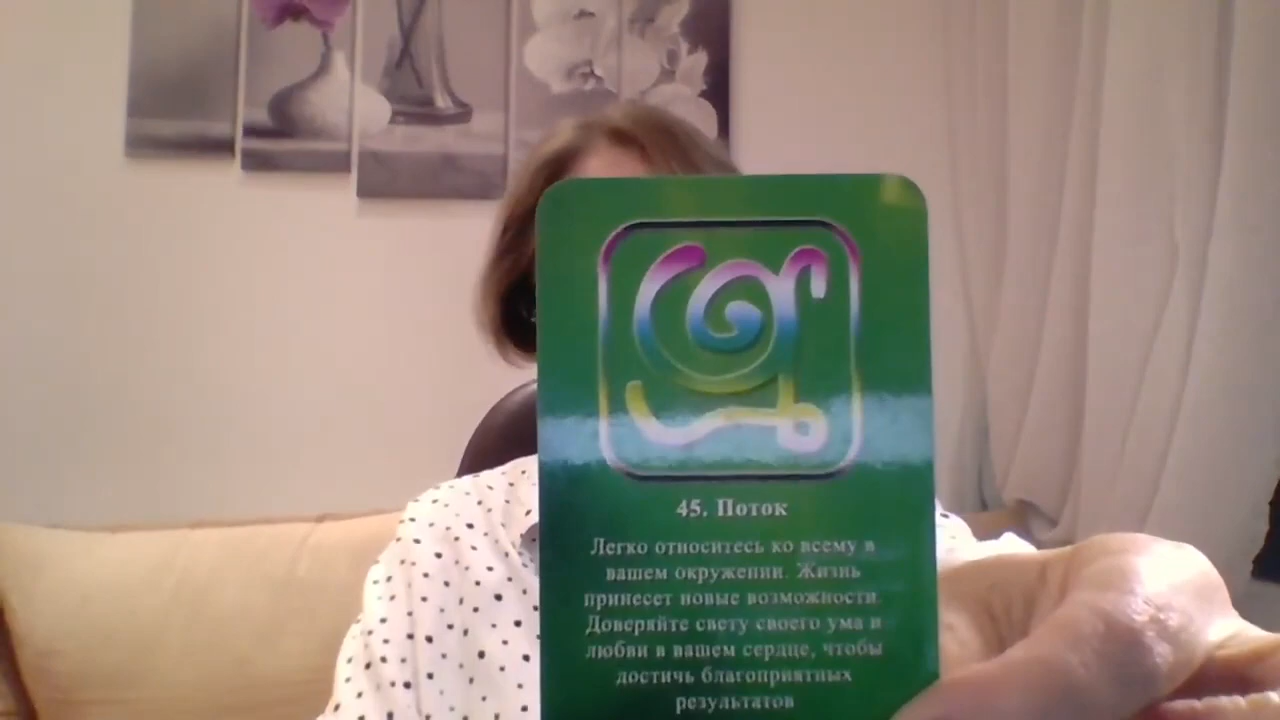 45. Поток
Легко относитесь ко всему в
вашем окружении. Жизнь
принесет новые возможности.
Доверяйте свету своего ума и
любви в вашем сердце, чтобы
достичь благоприятных
результатов